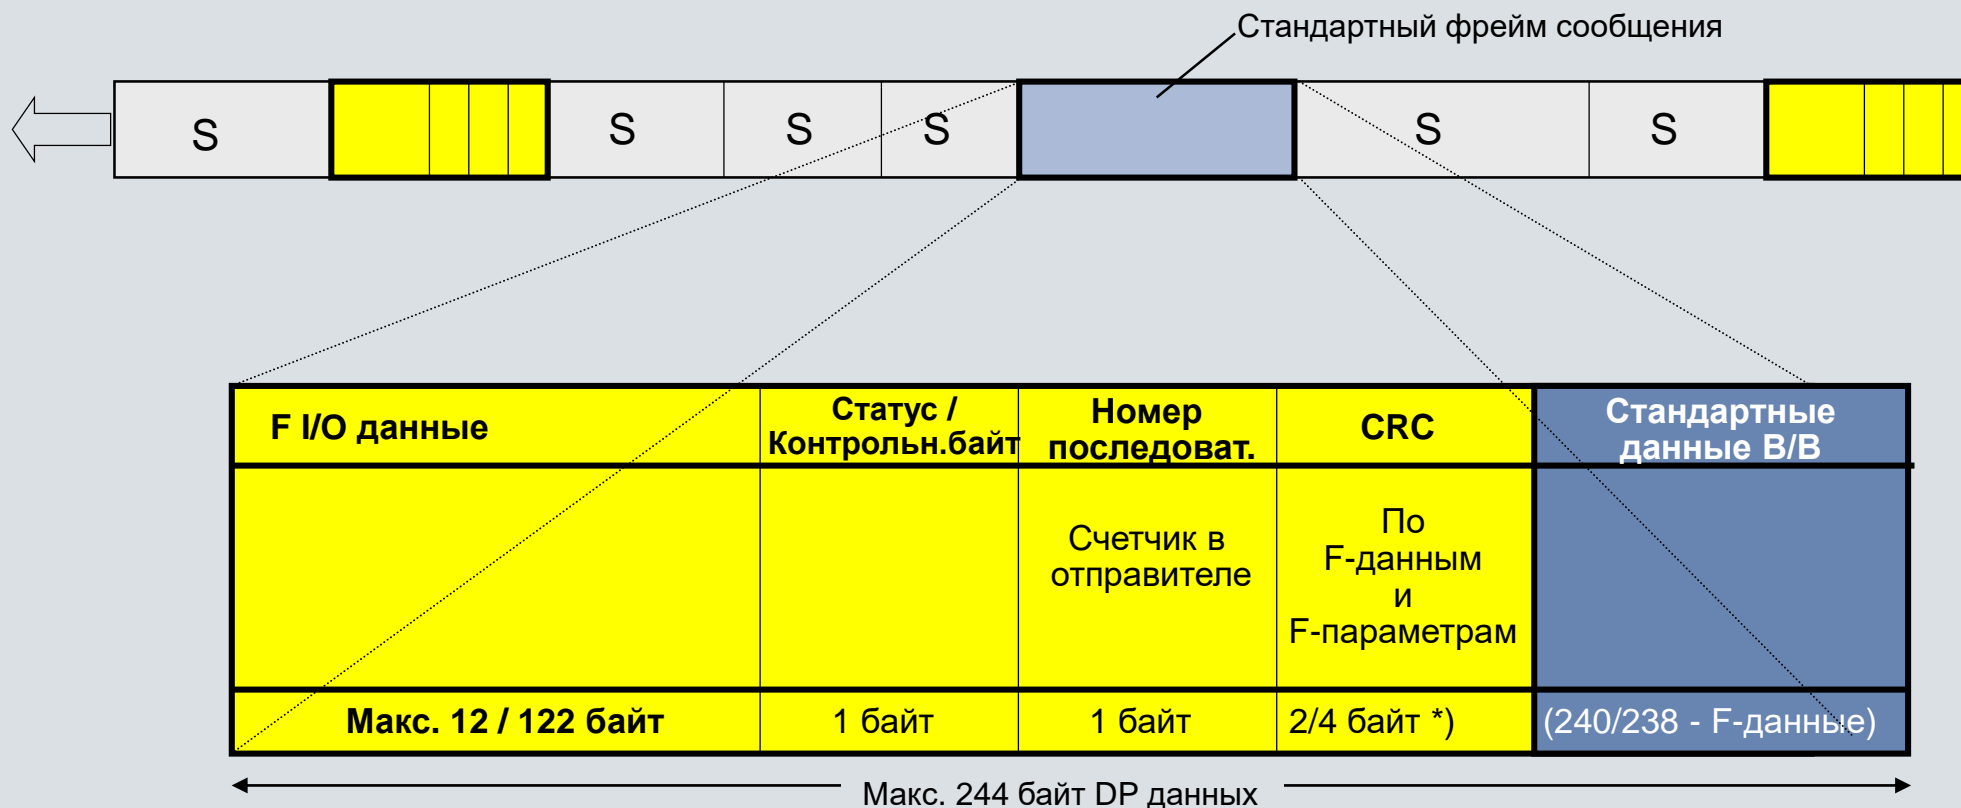 Стандартный фрейм сообщения
S
S
S
S
S
S
F I/O данные
Статус /
Контрольн.байт
Номер
последоват.
CRC
Стандартные
данные В/В
Счетчик в
отправителе
По
F-данным
и
F-параметрам
Макс. 12 / 122 байт
1 байт
1 байт
2/4 байт *)
(240/238 - F-данные)
Макс. 244 байт DP данных